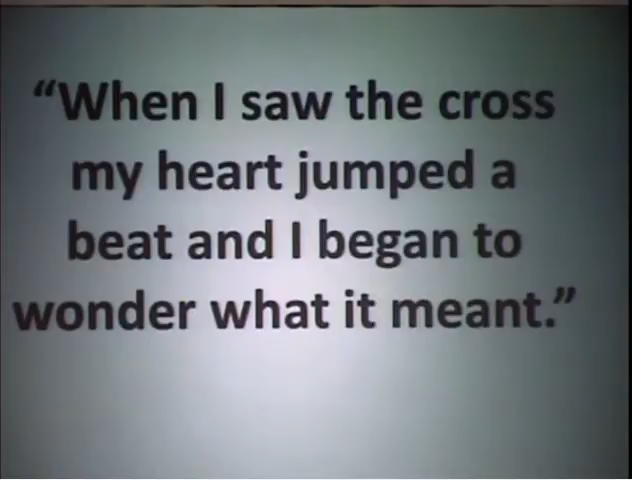 “When I saw the cross
my heart jumped a
beat and I began to
wonder what it meant.”